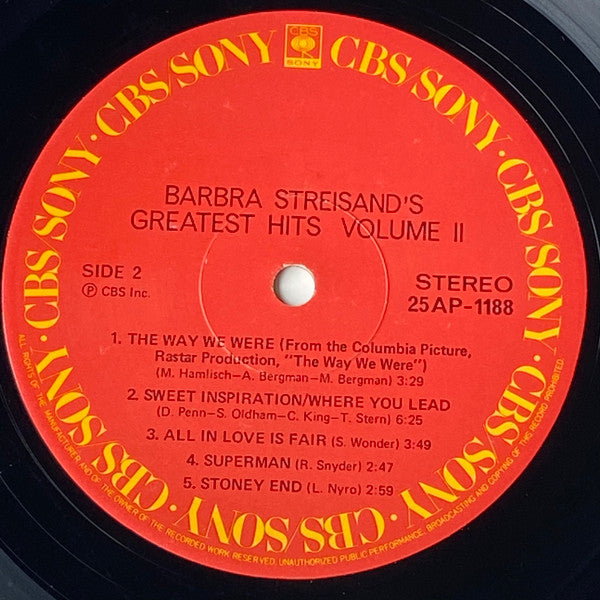 CBS
SONY
CBS/SONY · CBS/SONY · CBS/SONY · CBS/SONY · CBS/SONY · CBS/SONY
BARBRA STREISAND'S
GREATEST HITS VOLUME II
SIDE 2
Ⓟ CBS Inc.
STEREO
25AP-1188
1. THE WAY WE WERE (From the Columbia Picture,
Rastar Production, "The Way We Were")
(M. Hamlisch–A. Bergman–M. Bergman) 3:29
2. SWEET INSPIRATION/WHERE YOU LEAD
(D. Penn–S. Oldham–C. King–T. Stern) 6:25
3. ALL IN LOVE IS FAIR (S. Wonder) 3:49
4. SUPERMAN (R. Snyder) 2:47
5. STONEY END (L. Nyro) 2:59
ALL RIGHTS OF THE MANUFACTURER AND OF THE OWNER OF THE RECORDED WORK RESERVED. UNAUTHORIZED PUBLIC PERFORMANCE, BROADCASTING AND COPYING OF THIS RECORD PROHIBITED.